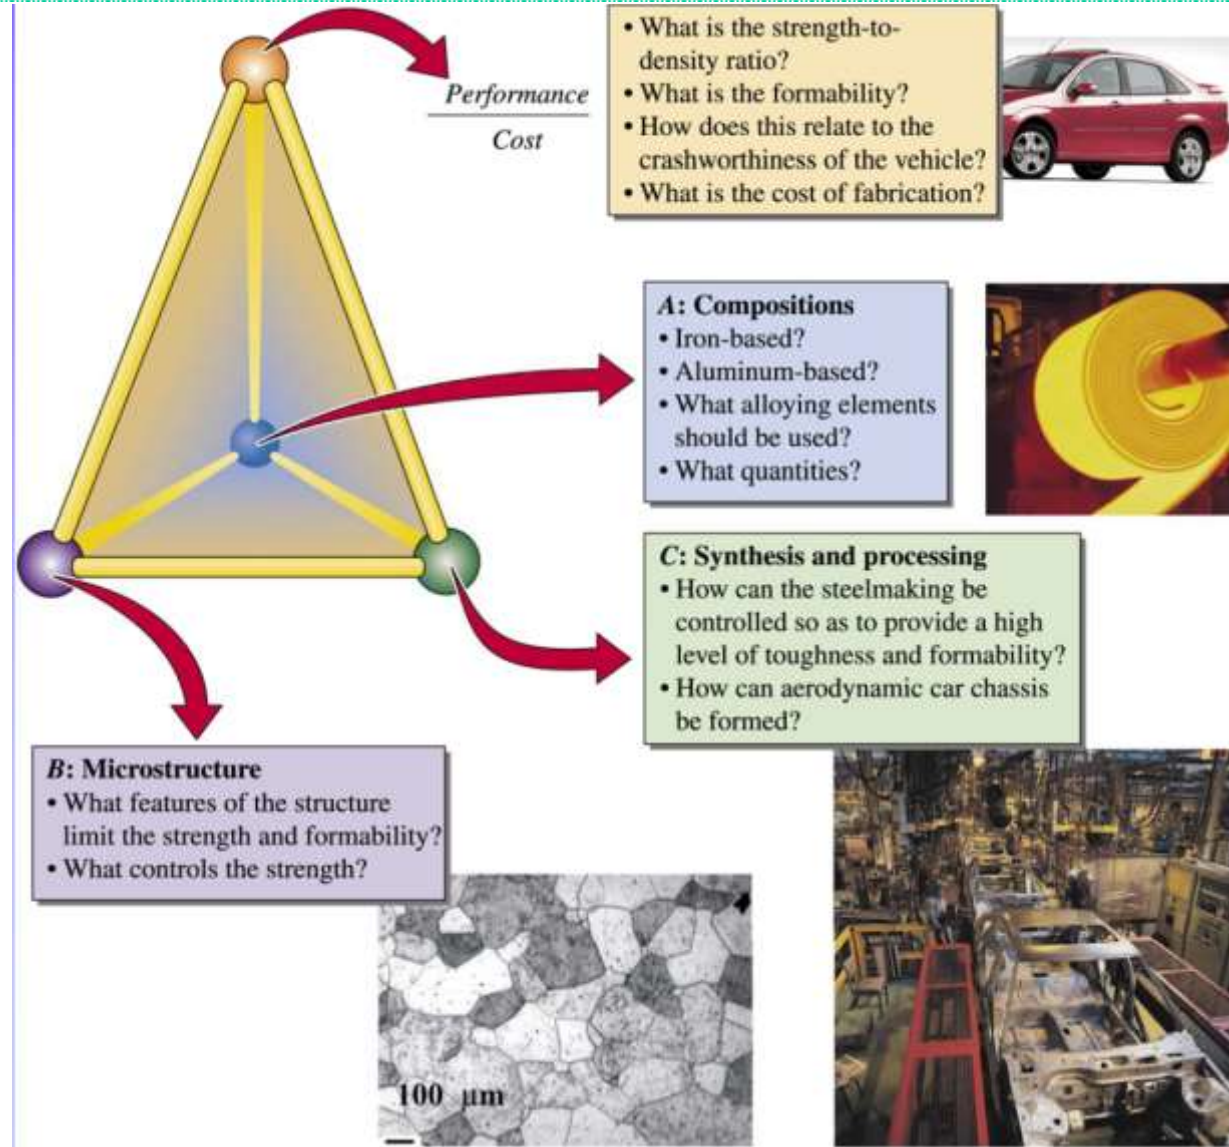 Performance
Cost
• What is the strength-to-
density ratio?
• What is the formability?
• How does this relate to the
crashworthiness of the vehicle?
• What is the cost of fabrication?
A: Compositions
• Iron-based?
• Aluminum-based?
• What alloying elements
should be used?
• What quantities?
C: Synthesis and processing
• How can the steelmaking be
controlled so as to provide a high
level of toughness and formability?
• How can aerodynamic car chassis
be formed?
B: Microstructure
• What features of the structure
limit the strength and formability?
• What controls the strength?
100 μm